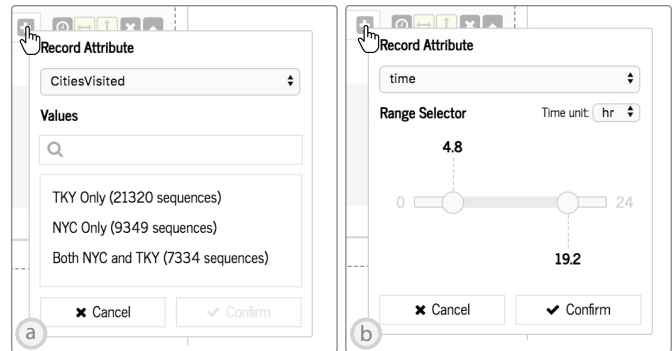 Record Attribute
CitiesVisited
Values
TKY Only (21320 sequences)
NYC Only (9349 sequences)
Both NYC and TKY (7334 sequences)
✖ Cancel
✔ Confirm
a
Record Attribute
time
Range Selector
Time unit: hr
4.8
0
24
19.2
✖ Cancel
✔ Confirm
b